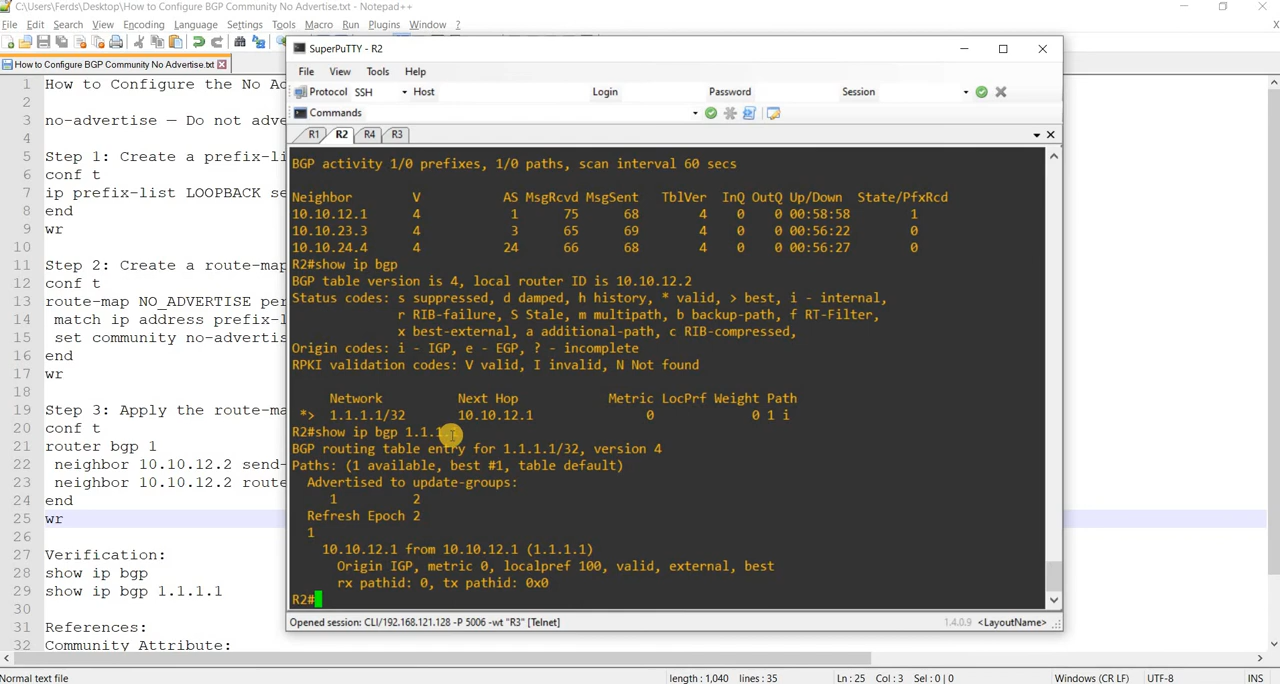 C:\Users\Ferds\Desktop\How to Configure BGP Community No Advertise.txt - Notepad++
File Edit Search View Encoding Language Settings Tools Macro Run Plugins Window ?
How to Configure BGP Community No Advertise.txt
1 How to Configure the No Ad
2
3 no-advertise — Do not adve
4
5 Step 1: Create a prefix-li
6 conf t
7 ip prefix-list LOOPBACK se
8 end
9 wr
10
11 Step 2: Create a route-map
12 conf t
13 route-map NO_ADVERTISE per
14 match ip address prefix-l
15 set community no-advertis
16 end
17 wr
18
19 Step 3: Apply the route-ma
20 conf t
21 router bgp 1
22 neighbor 10.10.12.2 send-
23 neighbor 10.10.12.2 route
24 end
25 wr
26
27 Verification:
28 show ip bgp
29 show ip bgp 1.1.1.1
30
31 References:
32 Community Attribute:
SuperPuTTY - R2
File View Tools Help
Protocol SSH Host Login Password Session
Commands
R1 R2 R4 R3
BGP activity 1/0 prefixes, 1/0 paths, scan interval 60 secs
Neighbor V AS MsgRcvd MsgSent TblVer InQ OutQ Up/Down State/PfxRcd
10.10.12.1 4 1 75 68 4 0 0 00:58:58 1
10.10.23.3 4 3 65 69 4 0 0 00:56:22 0
10.10.24.4 4 24 66 68 4 0 0 00:56:27 0
R2#show ip bgp
BGP table version is 4, local router ID is 10.10.12.2
Status codes: s suppressed, d damped, h history, * valid, > best, i - internal,
r RIB-failure, S Stale, m multipath, b backup-path, f RT-Filter,
x best-external, a additional-path, c RIB-compressed,
Origin codes: i - IGP, e - EGP, ? - incomplete
RPKI validation codes: V valid, I invalid, N Not found
Network Next Hop Metric LocPrf Weight Path
*> 1.1.1.1/32 10.10.12.1 0 0 1 i
R2#show ip bgp 1.1.1.
BGP routing table entry for 1.1.1.1/32, version 4
Paths: (1 available, best #1, table default)
Advertised to update-groups:
1 2
Refresh Epoch 2
1
10.10.12.1 from 10.10.12.1 (1.1.1.1)
Origin IGP, metric 0, localpref 100, valid, external, best
rx pathid: 0, tx pathid: 0x0
R2#
Opened session: CLI/192.168.121.128 -P 5006 -wt "R3" [Telnet] 1.4.0.9 <LayoutName>
Normal text file length : 1,040 lines : 35 Ln : 25 Col : 3 Sel : 0 | 0 Windows (CR LF) UTF-8 INS